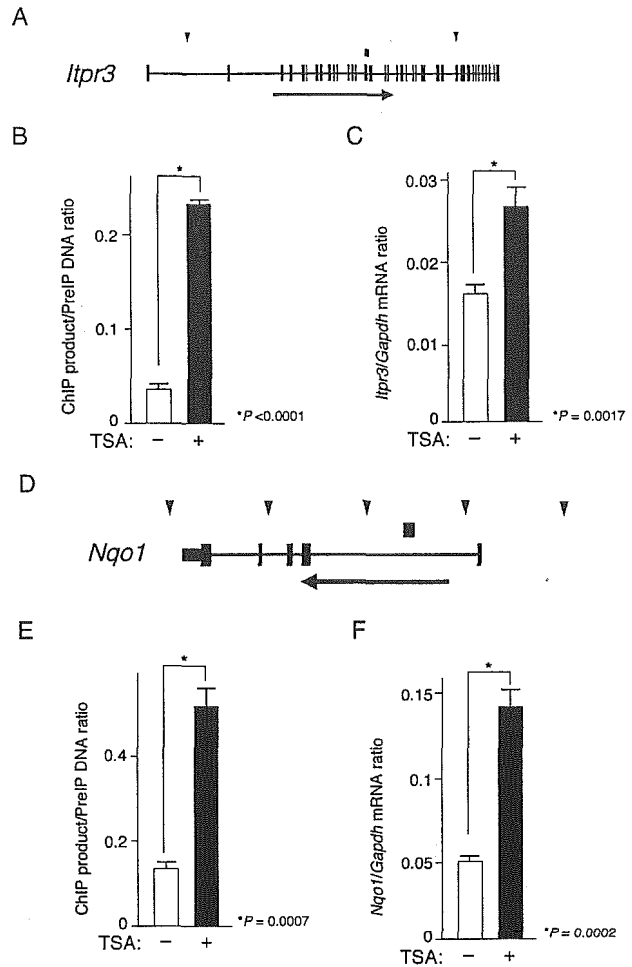 A
Itpr3
B
C
ChIP product/PreIP DNA ratio
0.2
0.1
0
*
TSA: − +
*P <0.0001
Itpr3/Gapdh mRNA ratio
0.03
0.02
0.01
0
*
TSA: − +
*P = 0.0017
D
Nqo1
E
F
ChIP product/PreIP DNA ratio
0.4
0.2
0
*
TSA: − +
*P = 0.0007
Nqo1/Gapdh mRNA ratio
0.15
0.1
0.05
0
*
TSA: − +
*P = 0.0002